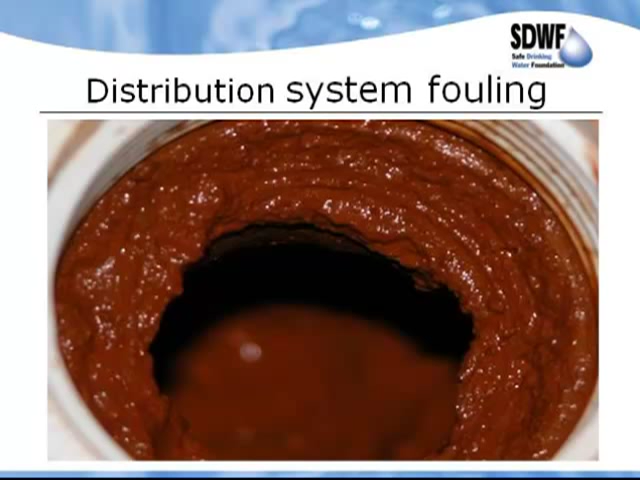 SDWF
Safe Drinking
Water Foundation
Distribution system fouling